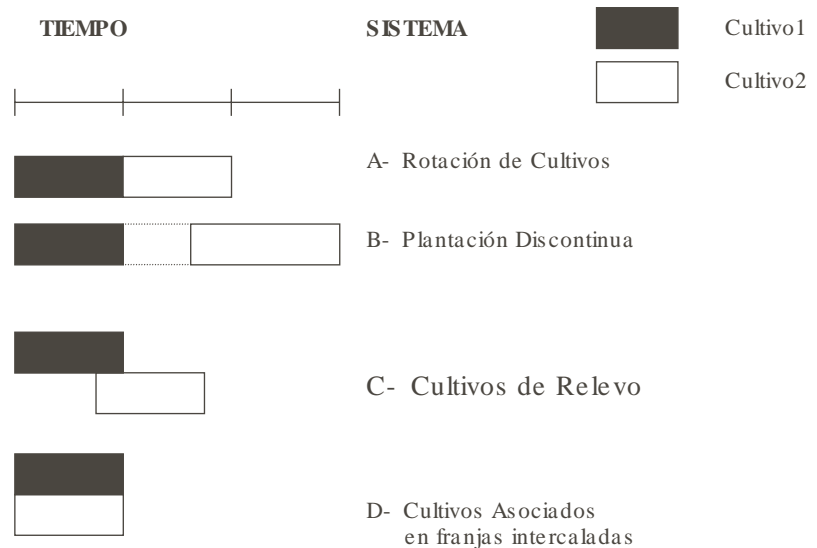 TIEMPO
SISTEMA
Cultivo1
Cultivo2
A- Rotación de Cultivos
B- Plantación Discontinua
C- Cultivos de Relevo
D- Cultivos Asociados
en franjas intercaladas